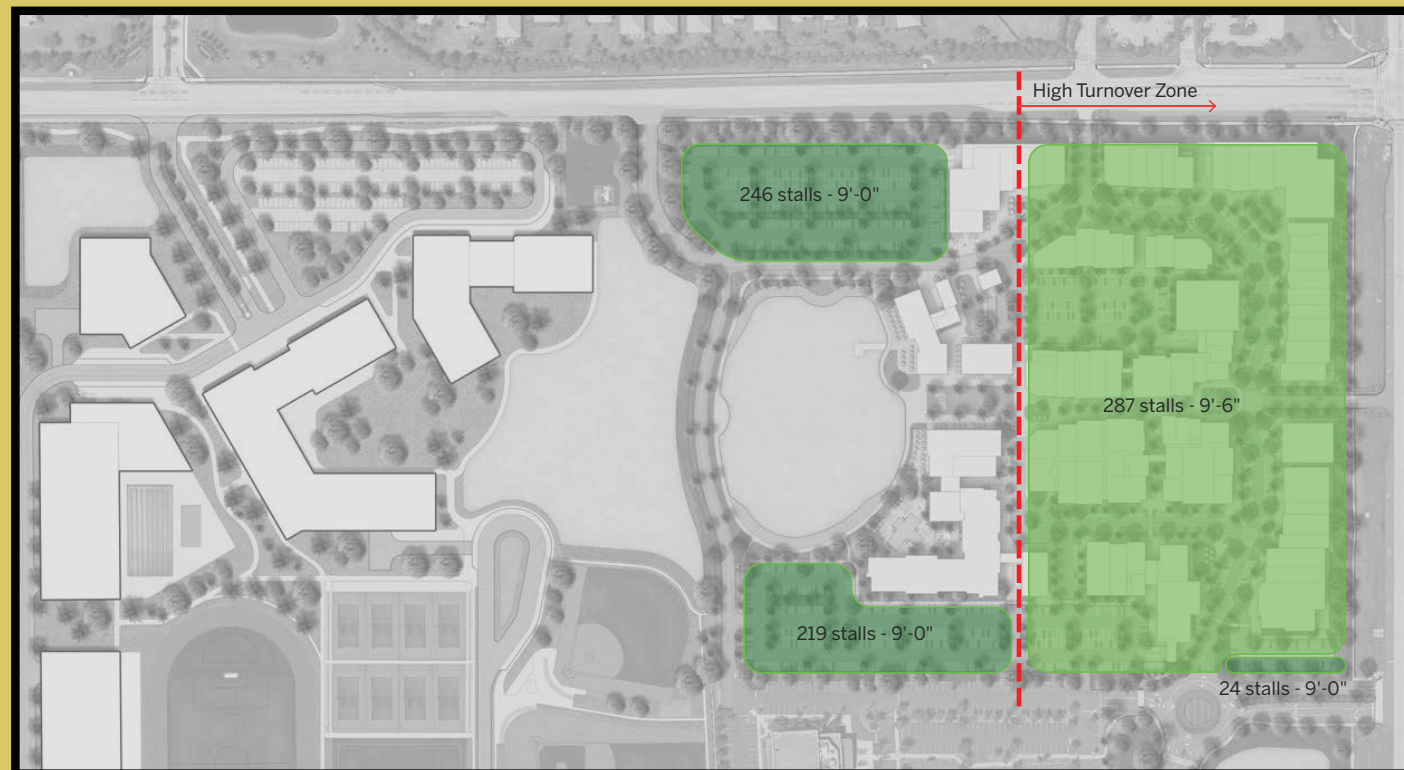 High Turnover Zone
246 stalls - 9'-0"
287 stalls - 9'-6"
219 stalls - 9'-0"
24 stalls - 9'-0"